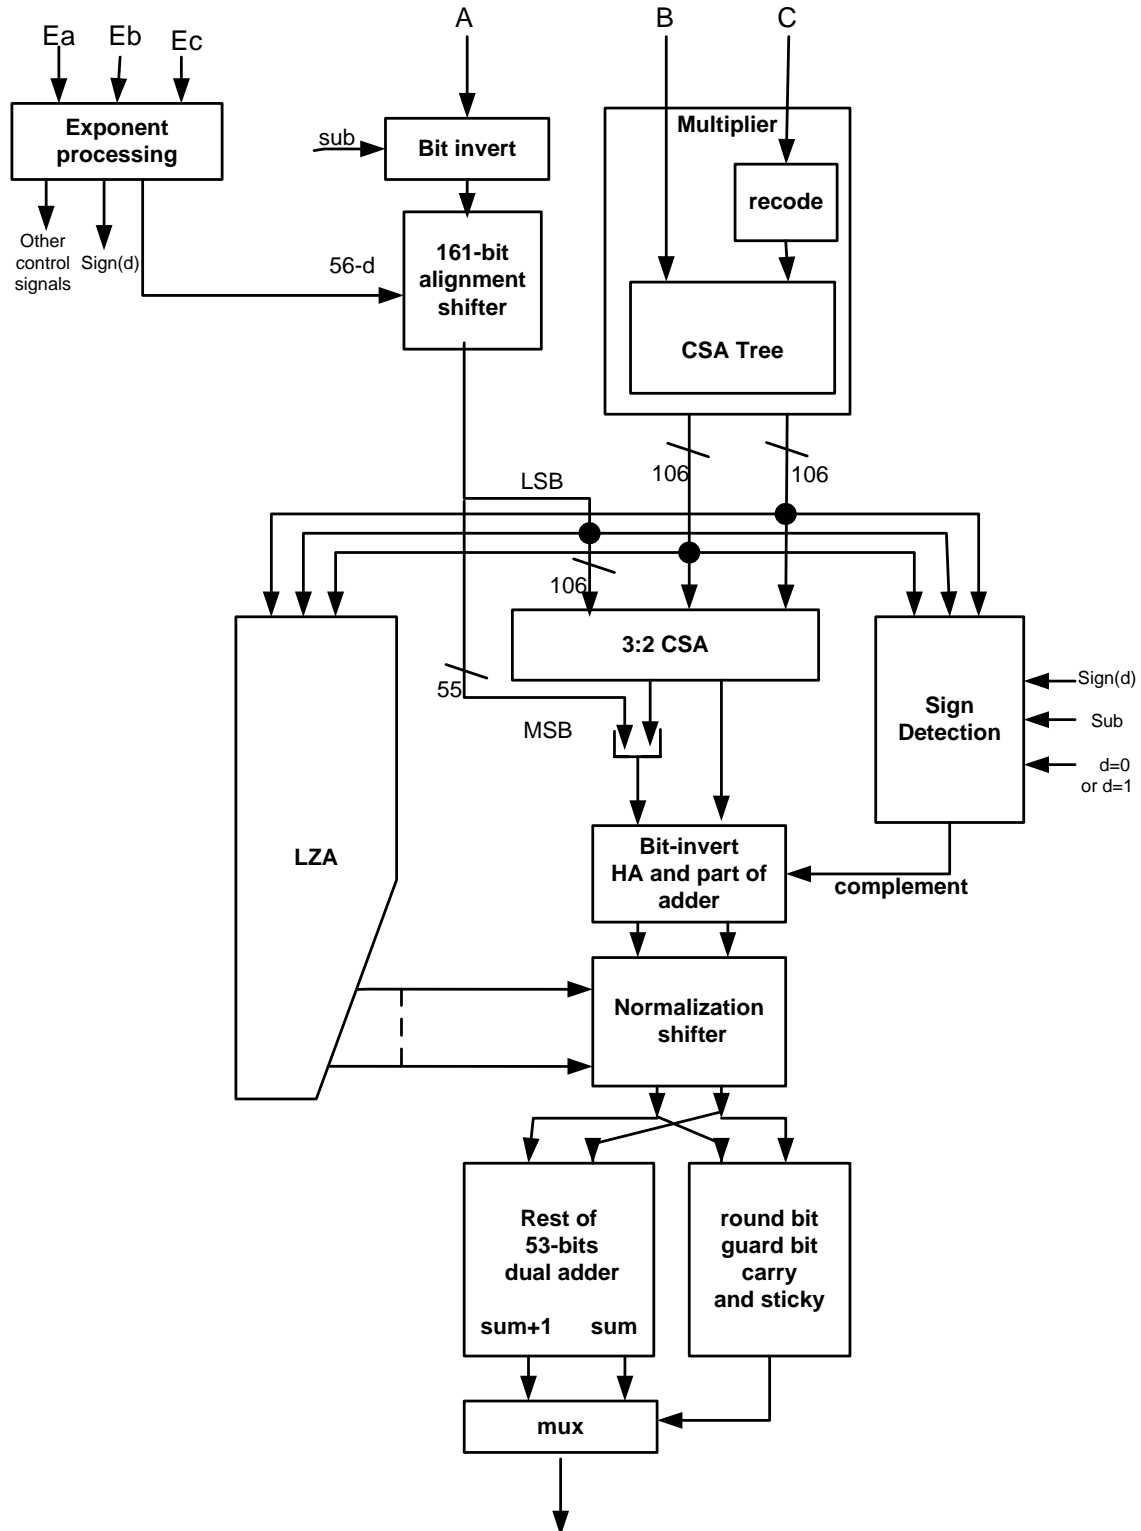 A
B
C
Ea
Eb
Ec
Exponent
processing
sub
Bit invert
Multiplier
recode
Other
control
signals
Sign(d)
56-d
161-bit
alignment
shifter
CSA Tree
106
106
LSB
106
3:2 CSA
55
MSB
Sign
Detection
Sign(d)
Sub
d=0
or d=1
LZA
Bit-invert
HA and part of
adder
complement
Normalization
shifter
Rest of
53-bits
dual adder
sum+1
sum
round bit
guard bit
carry
and sticky
mux